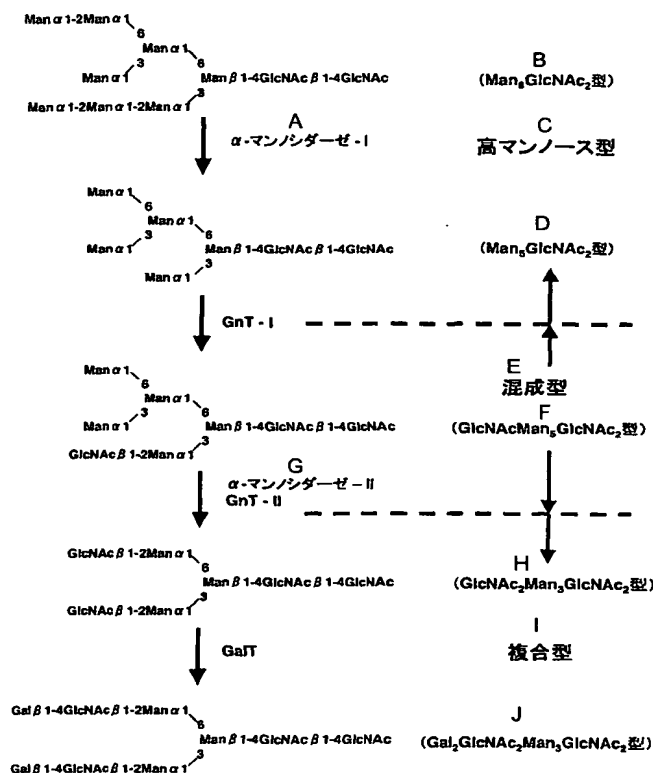 Manα1-2Manα1
6
Manα1
6
Manα1
3
Manβ1-4GlcNAcβ1-4GlcNAc
3
Manα1-2Manα1-2Manα1
B
(Man₈GlcNAc₂型)
A
α-マンノシダーゼ-I
C
高マンノース型
Manα1
6
Manα1
6
Manα1
3
Manβ1-4GlcNAcβ1-4GlcNAc
3
Manα1
D
(Man₅GlcNAc₂型)
GnT-I
E
混成型
Manα1
6
Manα1
6
Manα1
3
Manβ1-4GlcNAcβ1-4GlcNAc
3
GlcNAcβ1-2Manα1
F
(GlcNAcMan₅GlcNAc₂型)
G
α-マンノシダーゼ-II
GnT-II
GlcNAcβ1-2Manα1
6
Manβ1-4GlcNAcβ1-4GlcNAc
3
GlcNAcβ1-2Manα1
H
(GlcNAc₂Man₃GlcNAc₂型)
GalT
I
複合型
Galβ1-4GlcNAcβ1-2Manα1
6
Manβ1-4GlcNAcβ1-4GlcNAc
3
Galβ1-4GlcNAcβ1-2Manα1
J
(Gal₂GlcNAc₂Man₃GlcNAc₂型)